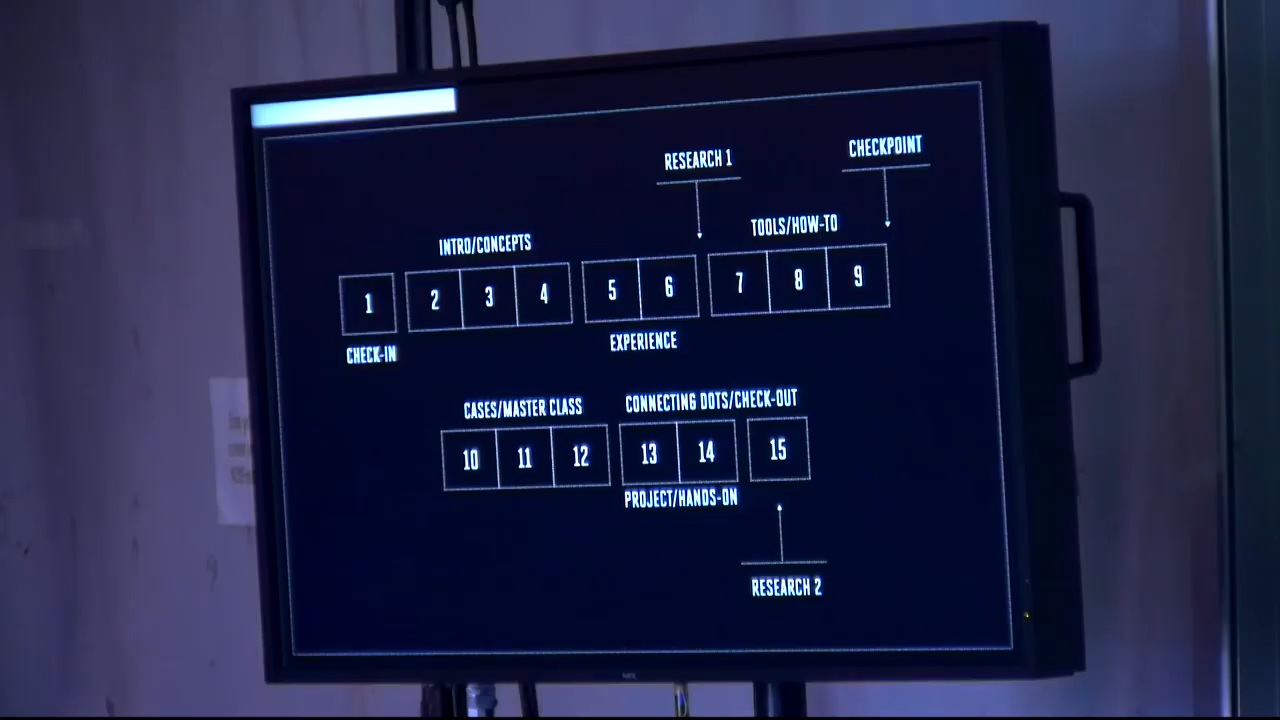 RESEARCH 1
CHECKPOINT
INTRO/CONCEPTS
TOOLS/HOW-TO
1 2 3 4 5 6 7 8 9
CHECK-IN
EXPERIENCE
CASES/MASTER CLASS
CONNECTING DOTS/CHECK-OUT
10 11 12 13 14 15
PROJECT/HANDS-ON
RESEARCH 2
NEC